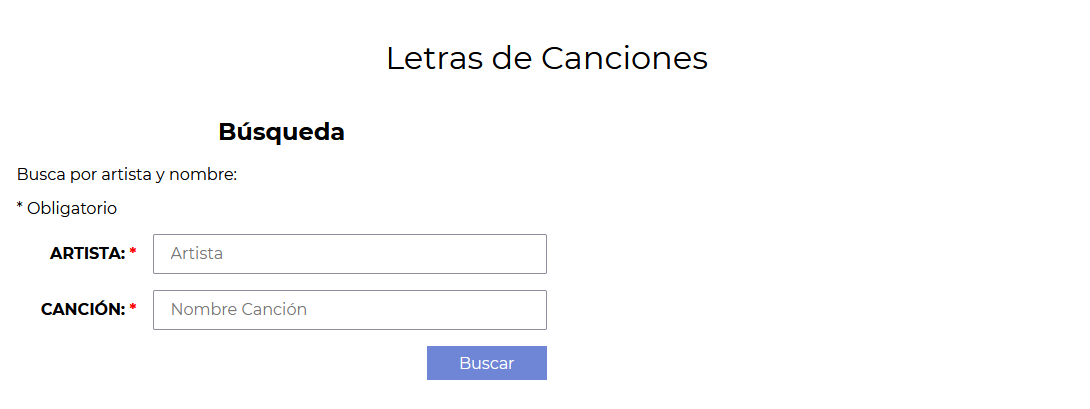 Letras de Canciones
Búsqueda
Busca por artista y nombre:
* Obligatorio
ARTISTA: * Artista
CANCIÓN: * Nombre Canción
Buscar